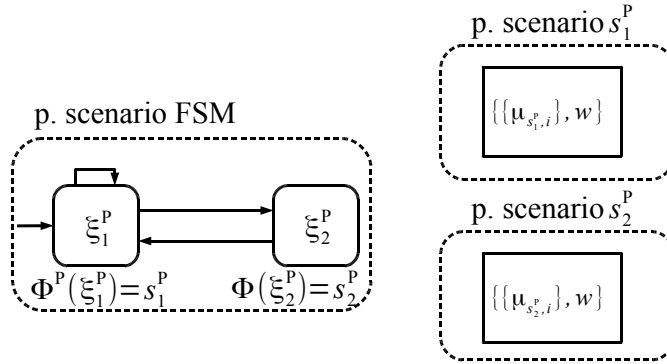 p. scenario FSM
ξ₁ᴾ
ξ₂ᴾ
Φᴾ(ξ₁ᴾ)=s₁ᴾ
Φ(ξ₂ᴾ)=s₂ᴾ
p. scenario s₁ᴾ
{{μ_{s₁ᴾ,i}},w}
p. scenario s₂ᴾ
{{μ_{s₂ᴾ,i}},w}